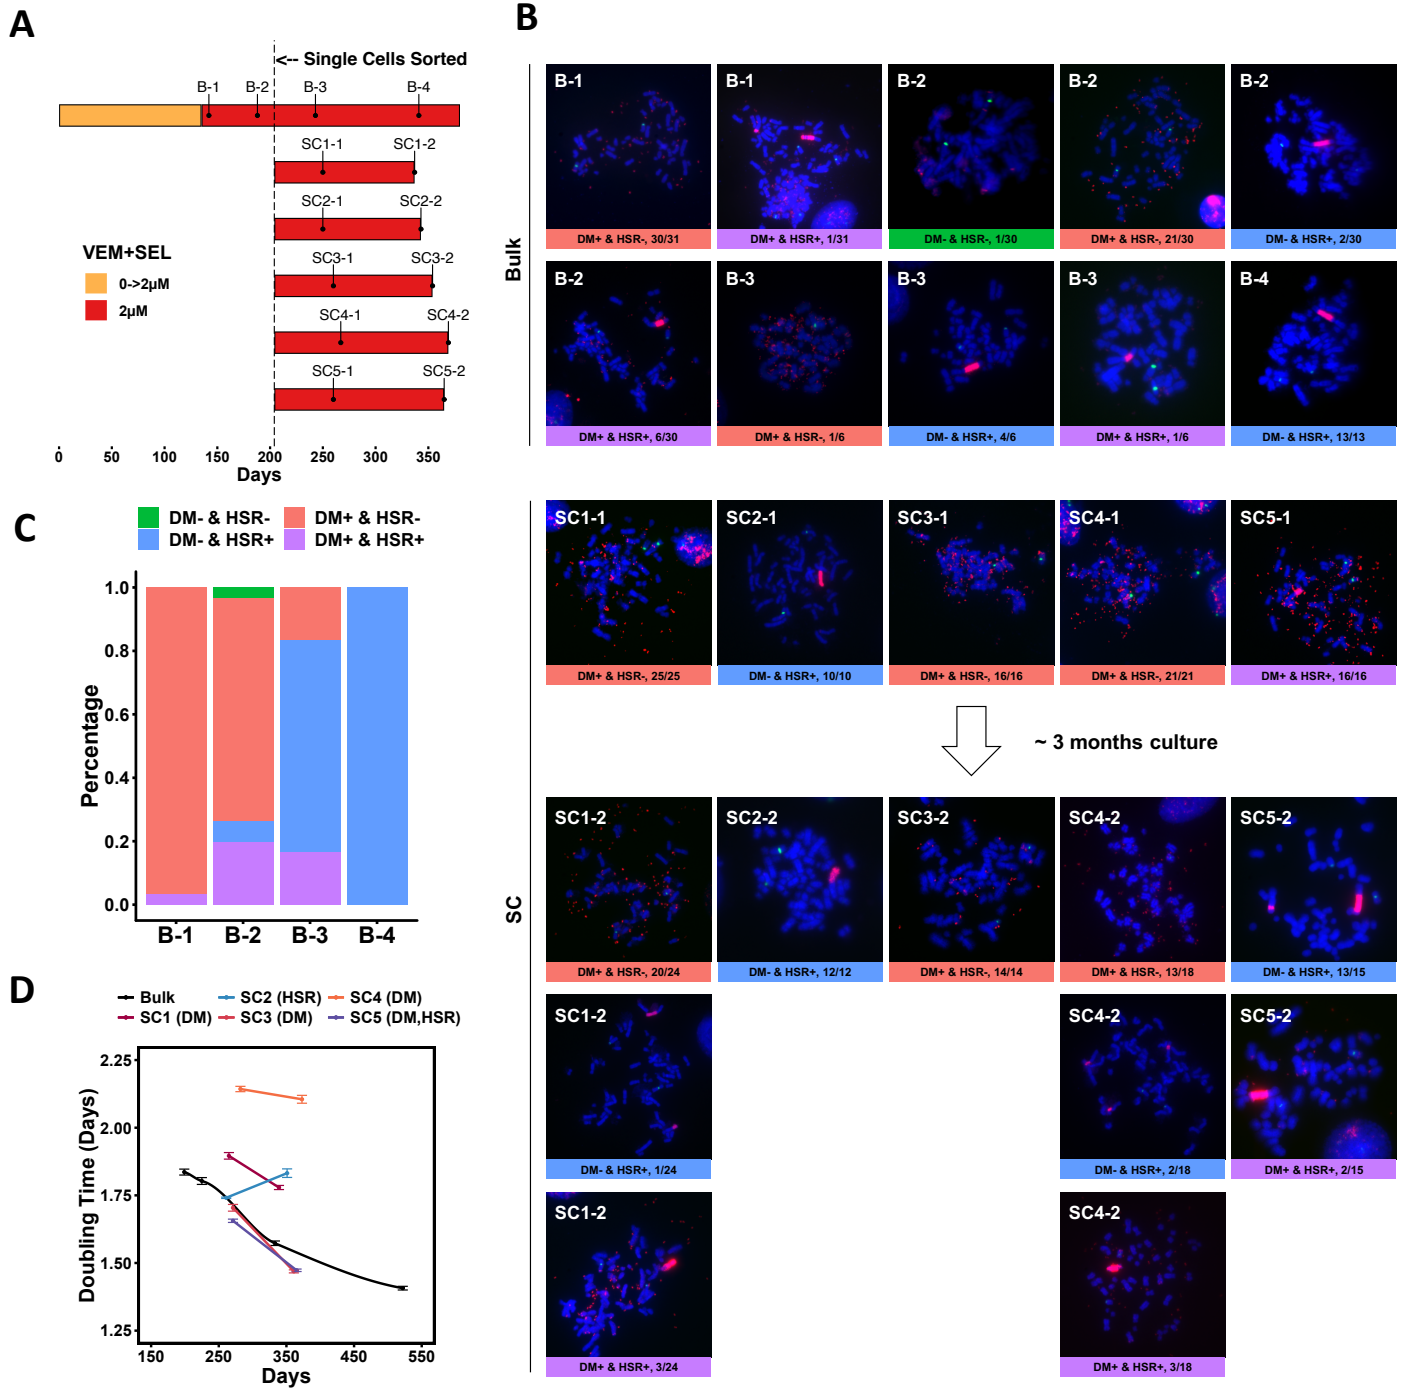 A
<-- Single Cells Sorted
B-1
B-2
B-3
B-4
SC1-1
SC1-2
SC2-1
SC2-2
SC3-1
SC3-2
SC4-1
SC4-2
SC5-1
SC5-2
VEM+SEL
0->2µM
2µM
0
50
100
150
200
250
300
350
Days
B
Bulk
B-1
B-1
B-2
B-2
B-2
DM+ & HSR-, 30/31
DM+ & HSR+, 1/31
DM- & HSR-, 1/30
DM+ & HSR-, 21/30
DM- & HSR+, 2/30
B-2
B-3
B-3
B-3
B-4
DM+ & HSR+, 6/30
DM+ & HSR-, 1/6
DM- & HSR+, 4/6
DM+ & HSR+, 1/6
DM- & HSR+, 13/13
SC
SC1-1
SC2-1
SC3-1
SC4-1
SC5-1
DM+ & HSR-, 25/25
DM- & HSR+, 10/10
DM+ & HSR-, 16/16
DM+ & HSR-, 21/21
DM+ & HSR+, 16/16
~ 3 months culture
SC1-2
SC2-2
SC3-2
SC4-2
SC5-2
DM+ & HSR-, 20/24
DM- & HSR+, 12/12
DM+ & HSR-, 14/14
DM+ & HSR-, 13/18
DM- & HSR+, 13/15
SC1-2
SC4-2
SC5-2
DM- & HSR+, 1/24
DM- & HSR+, 2/18
DM+ & HSR+, 2/15
SC1-2
SC4-2
DM+ & HSR+, 3/24
DM+ & HSR+, 3/18
C
DM- & HSR-
DM+ & HSR-
DM- & HSR+
DM+ & HSR+
Percentage
1.0
0.8
0.6
0.4
0.2
0.0
B-1
B-2
B-3
B-4
D
Bulk
SC2 (HSR)
SC4 (DM)
SC1 (DM)
SC3 (DM)
SC5 (DM,HSR)
Doubling Time (Days)
2.25
2.00
1.75
1.50
1.25
150
250
350
450
550
Days